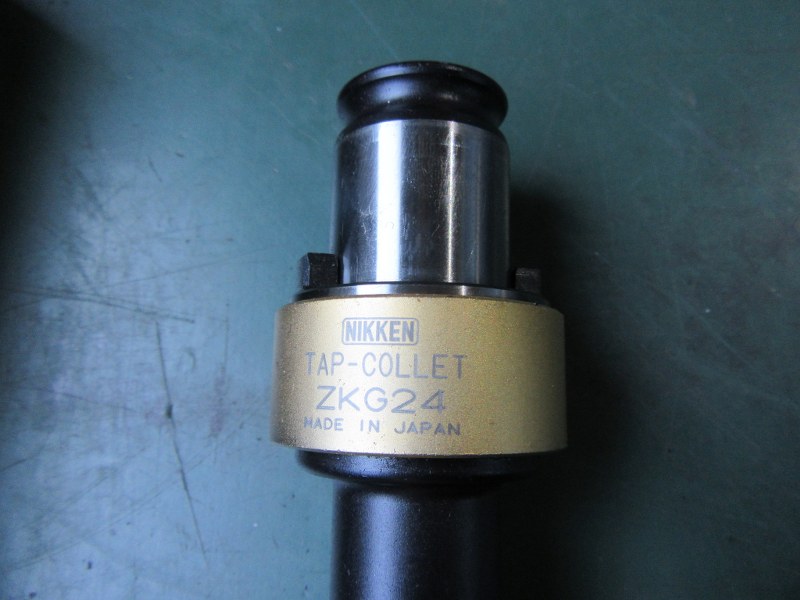 NIKKEN
TAP-COLLET
ZKG24
MADE IN JAPAN